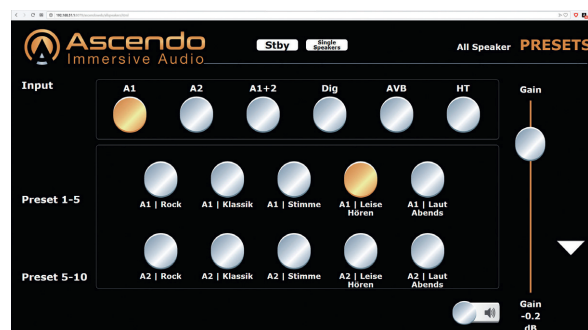 Ascendo
Immersive Audio
Stby
Single
Speakers
All Speaker
PRESETS
Input
A1
A2
A1+2
Dig
AVB
HT
Gain
Preset 1-5
A1 | Rock
A1 | Klassik
A1 | Stimme
A1 | Leise
Hören
A1 | Laut
Abends
Preset 5-10
A2 | Rock
A2 | Klassik
A2 | Stimme
A2 | Leise
Hören
A2 | Laut
Abends
Gain
-0.2
dB